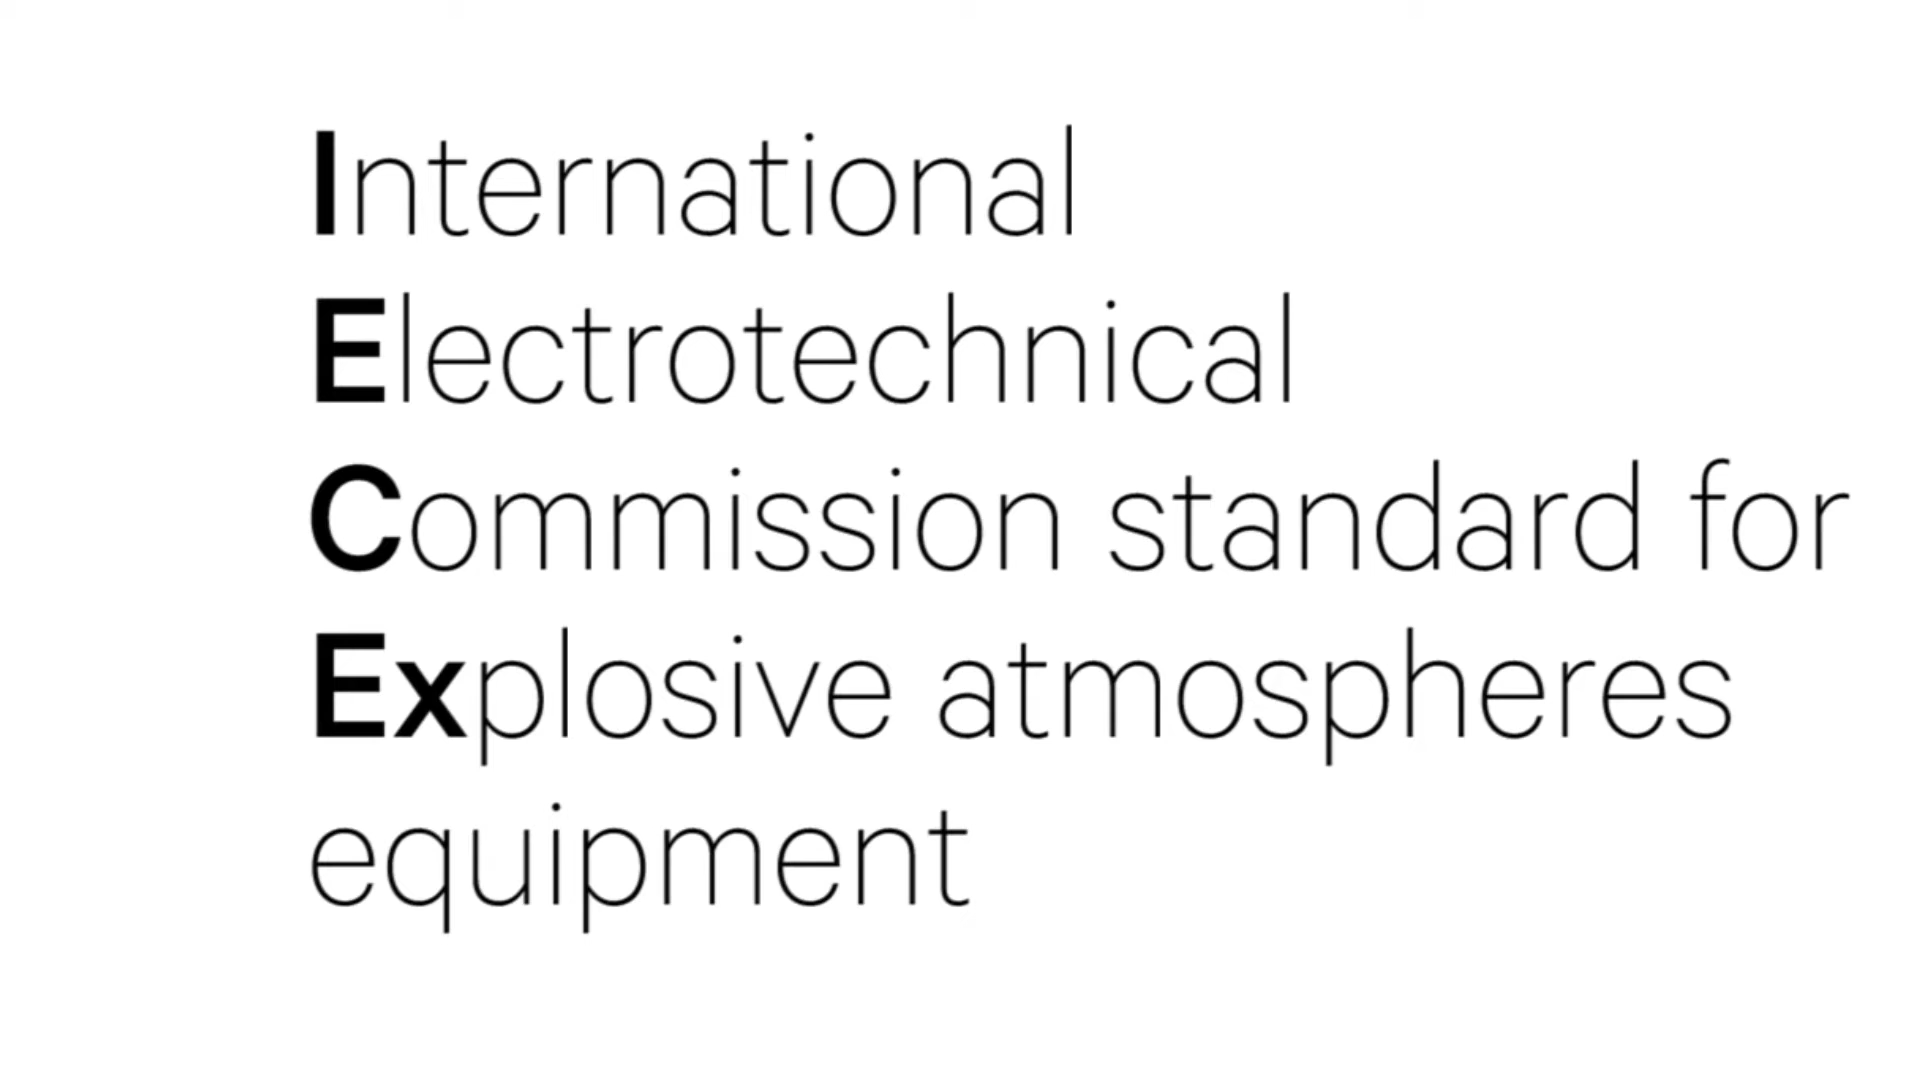 International
Electrotechnical
Commission standard for
Explosive atmospheres
equipment